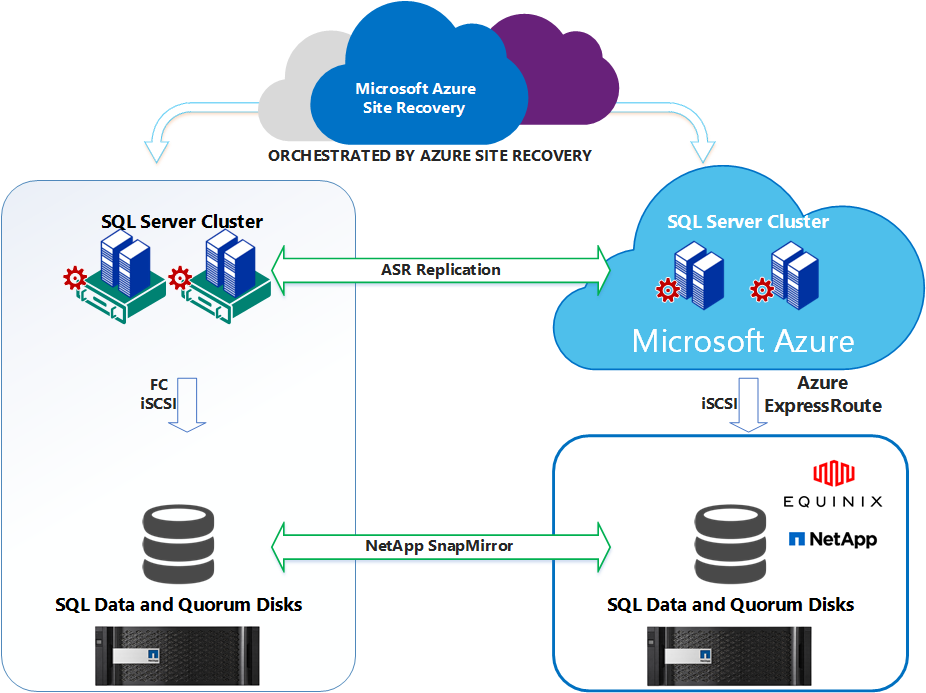 Microsoft Azure
Site Recovery
ORCHESTRATED BY AZURE SITE RECOVERY
SQL Server Cluster
SQL Server Cluster
ASR Replication
Microsoft Azure
FC
iSCSI
iSCSI
Azure
ExpressRoute
EQUINIX
NetApp
NetApp SnapMirror
SQL Data and Quorum Disks
SQL Data and Quorum Disks